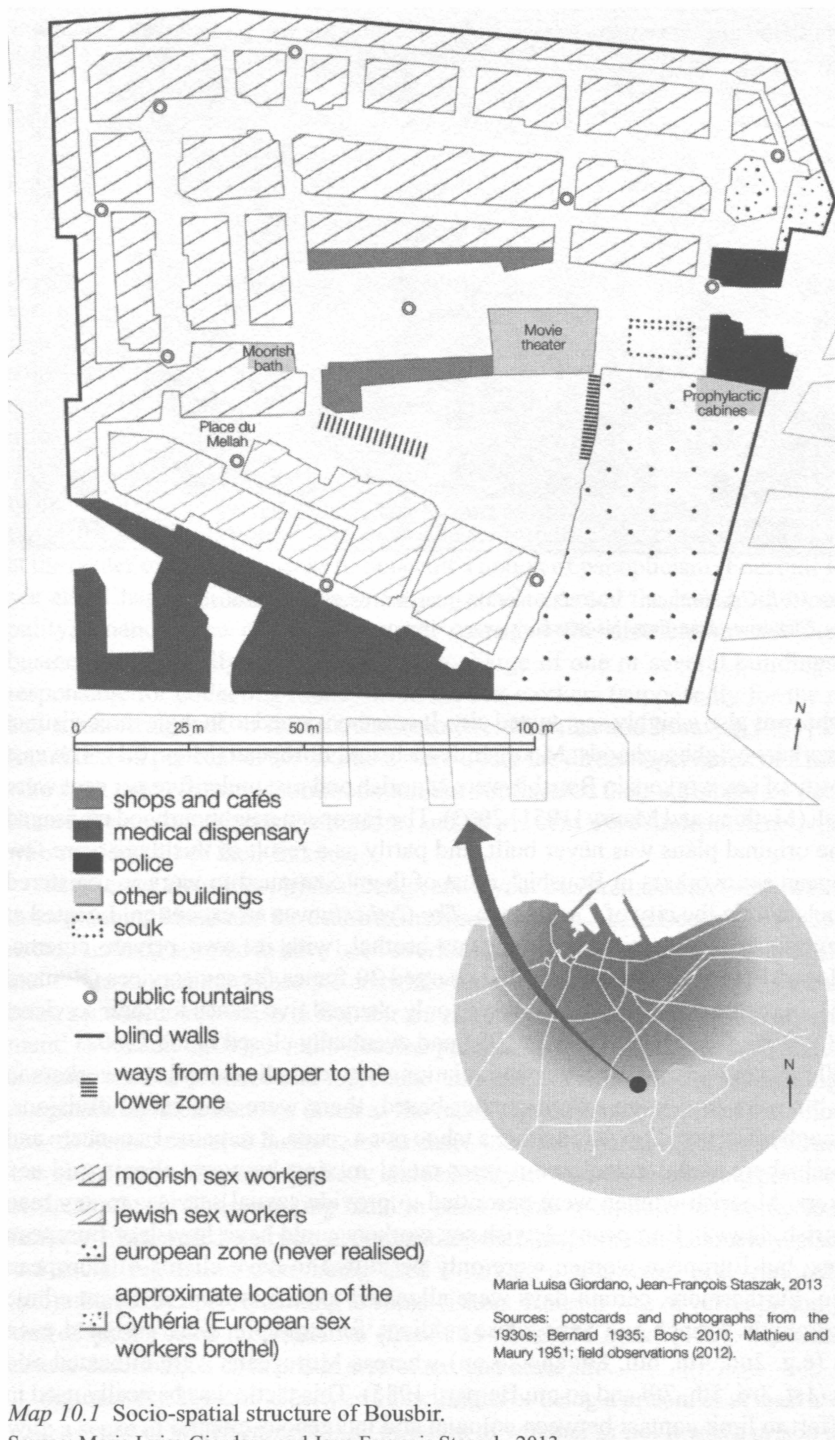 Moorish
bath
Movie
theater
Prophylactic
cabines
Place du
Mellah
N
0 25 m 50 m 100 m
shops and cafés
medical dispensary
police
other buildings
souk
public fountains
blind walls
ways from the upper to the
lower zone
moorish sex workers
jewish sex workers
european zone (never realised)
approximate location of the
Cythéria (European sex
workers brothel)
N
Maria Luisa Giordano, Jean-François Staszak, 2013
Sources: postcards and photographs from the
1930s; Bernard 1935; Bosc 2010; Mathieu and
Maury 1951; field observations (2012).
Map 10.1 Socio-spatial structure of Bousbir.